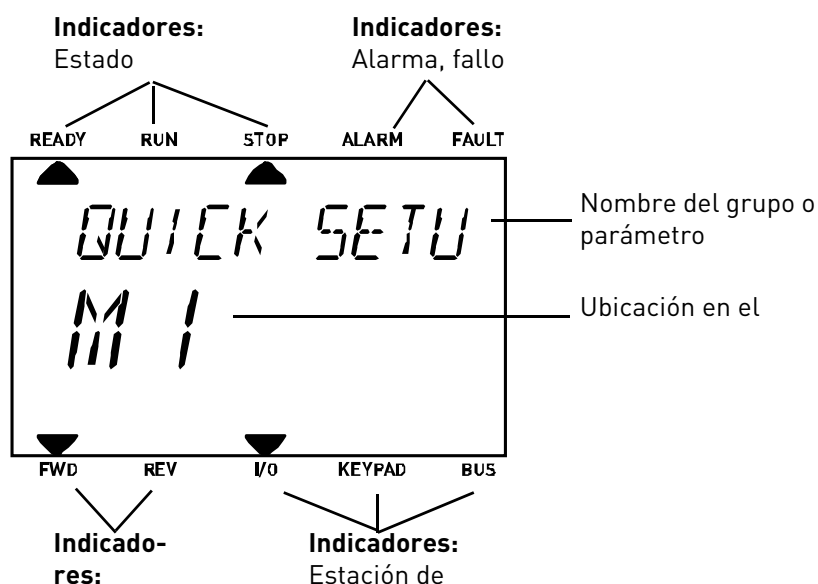 Indicadores:
Estado
Indicadores:
Alarma, fallo
READY RUN STOP ALARM FAULT
QUICK SETU
Nombre del grupo o
parámetro
M1
Ubicación en el
FWD REV I/O KEYPAD BUS
Indicado-
res:
Indicadores:
Estación de